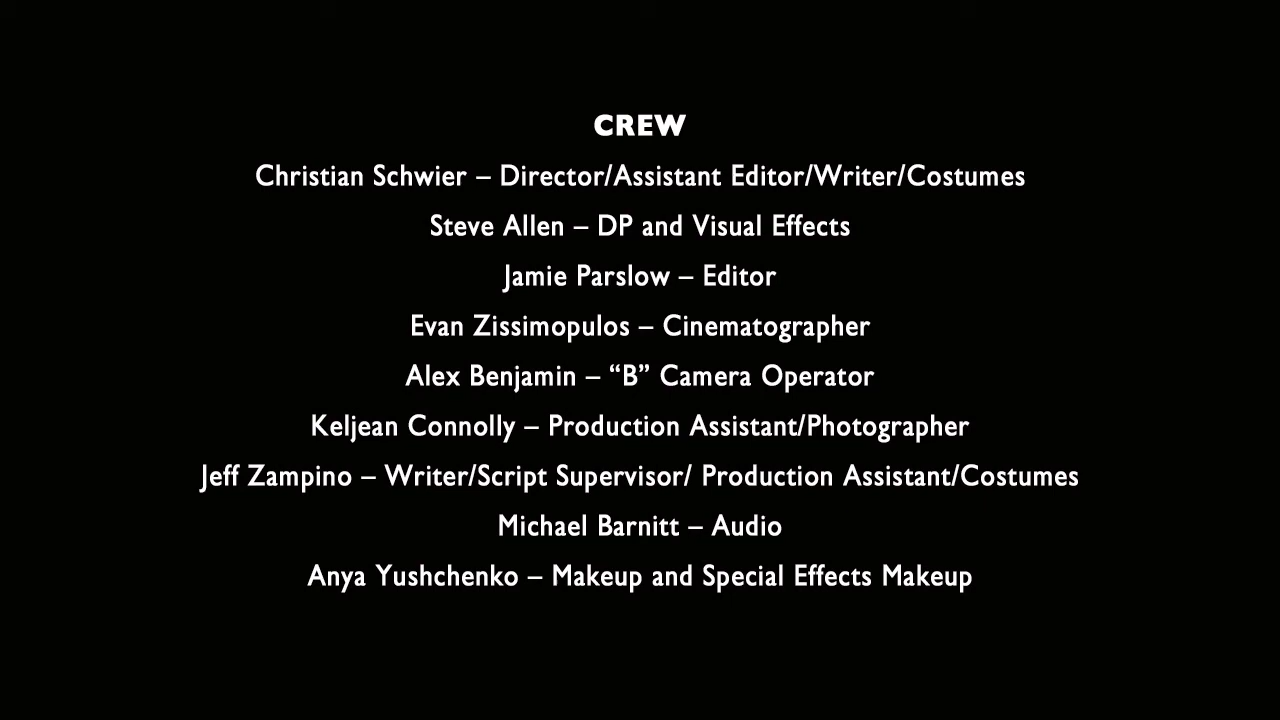 CREW
Christian Schwier – Director/Assistant Editor/Writer/Costumes
Steve Allen – DP and Visual Effects
Jamie Parslow – Editor
Evan Zissimopulos – Cinematographer
Alex Benjamin – “B” Camera Operator
Keljean Connolly – Production Assistant/Photographer
Jeff Zampino – Writer/Script Supervisor/ Production Assistant/Costumes
Michael Barnitt – Audio
Anya Yushchenko – Makeup and Special Effects Makeup